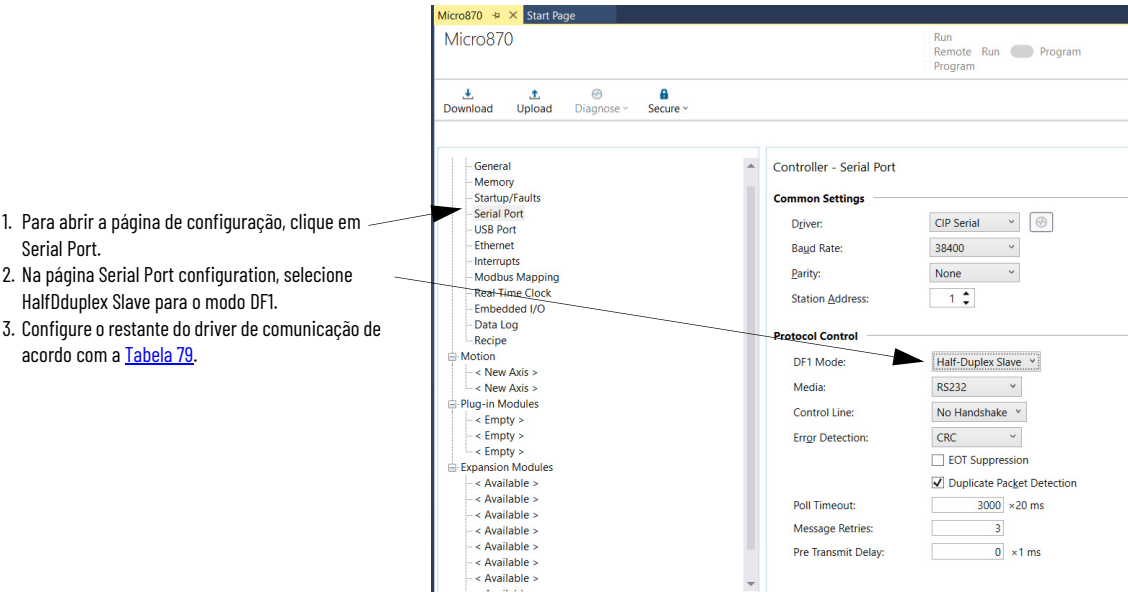 Micro870
Start Page
Micro870
Run
Remote Run Program
Program
Download Upload Diagnose Secure
1. Para abrir a página de configuração, clique em
Serial Port.
2. Na página Serial Port configuration, selecione
HalfDduplex Slave para o modo DF1.
3. Configure o restante do driver de comunicação de
acordo com a Tabela 79.
General
Memory
Startup/Faults
Serial Port
USB Port
Ethernet
Interrupts
Modbus Mapping
Real Time Clock
Embedded I/O
Data Log
Recipe
Motion
< New Axis >
< New Axis >
Plug-in Modules
< Empty >
< Empty >
< Empty >
Expansion Modules
< Available >
< Available >
< Available >
< Available >
< Available >
< Available >
< Available >
Controller - Serial Port
Common Settings
Driver: CIP Serial
Baud Rate: 38400
Parity: None
Station Address: 1
Protocol Control
DF1 Mode: Half-Duplex Slave
Media: RS232
Control Line: No Handshake
Error Detection: CRC
EOT Suppression
Duplicate Packet Detection
Poll Timeout: 3000 ×20 ms
Message Retries: 3
Pre Transmit Delay: 0 ×1 ms